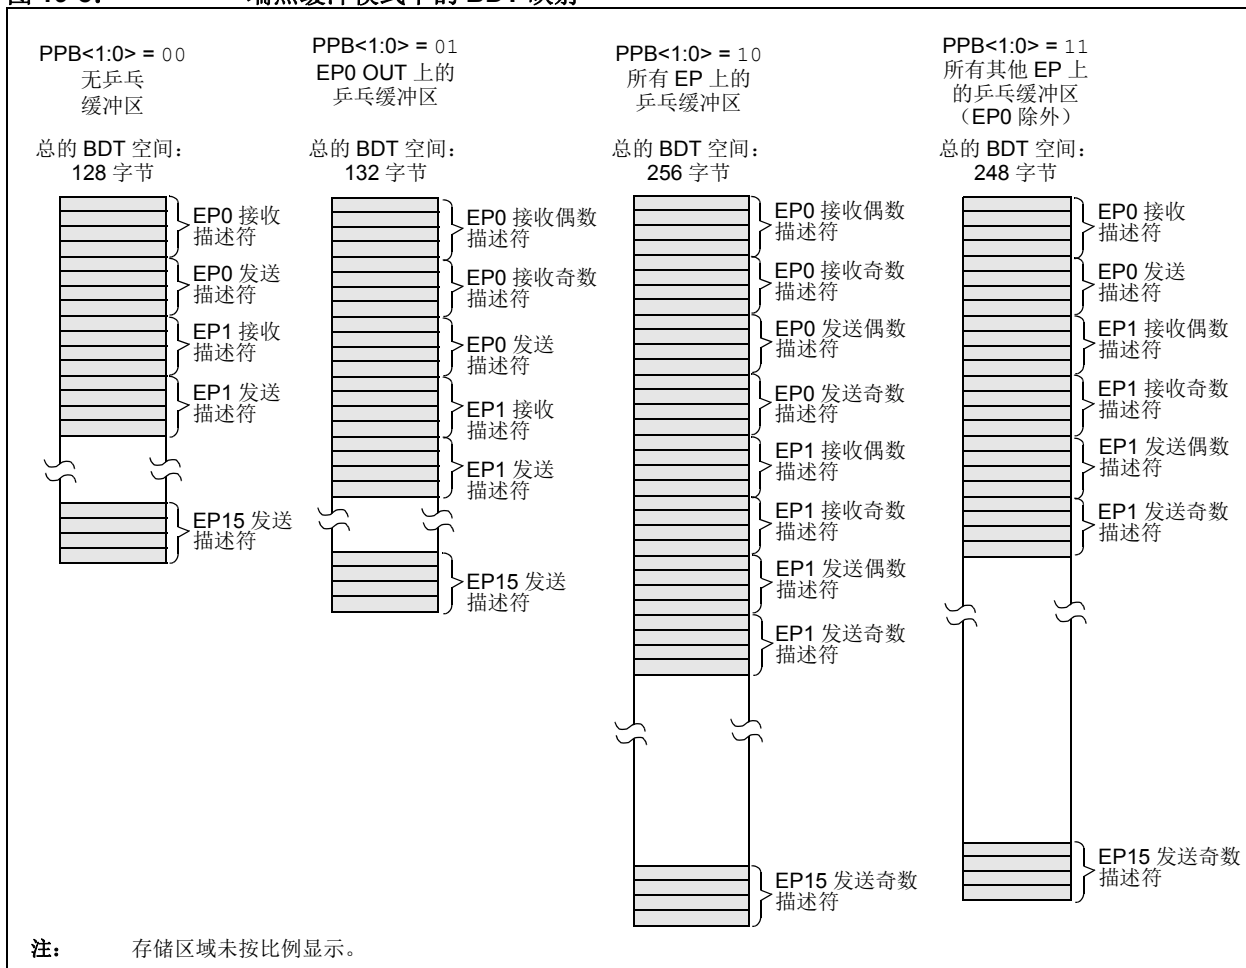 PPB<1:0> = 00
无乒乓
缓冲区
总的 BDT 空间：
128 字节
EP0 接收
描述符
EP0 发送
描述符
EP1 接收
描述符
EP1 发送
描述符
EP15 发送
描述符
PPB<1:0> = 01
EP0 OUT 上的
乒乓缓冲区
总的 BDT 空间：
132 字节
EP0 接收偶数
描述符
EP0 接收奇数
描述符
EP0 发送
描述符
EP1 接收
描述符
EP1 发送
描述符
EP15 发送
描述符
PPB<1:0> = 10
所有 EP 上的
乒乓缓冲区
总的 BDT 空间：
256 字节
EP0 接收偶数
描述符
EP0 接收奇数
描述符
EP0 发送偶数
描述符
EP0 发送奇数
描述符
EP1 接收偶数
描述符
EP1 接收奇数
描述符
EP1 发送偶数
描述符
EP1 发送奇数
描述符
EP15 发送奇数
描述符
PPB<1:0> = 11
所有其他 EP 上
的乒乓缓冲区
（EP0 除外）
总的 BDT 空间：
248 字节
EP0 接收
描述符
EP0 发送
描述符
EP1 接收偶数
描述符
EP1 接收奇数
描述符
EP1 发送偶数
描述符
EP1 发送奇数
描述符
EP15 发送奇数
描述符
注： 存储区域未按比例显示。